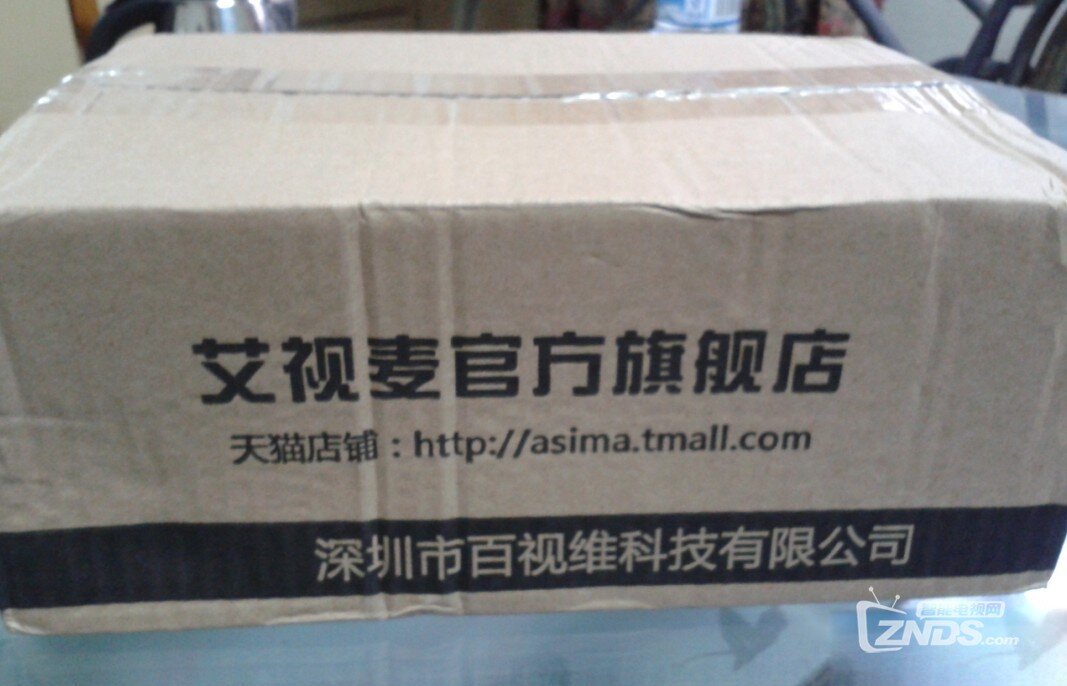 艾视麦官方旗舰店
天猫店铺：http://asima.tmall.com
深圳市百视维科技有限公司
智能电视网
ZNDS.com